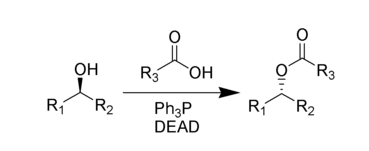 OH
R1 R2
O
R3 OH
Ph3P
DEAD
O
O R3
R1 R2